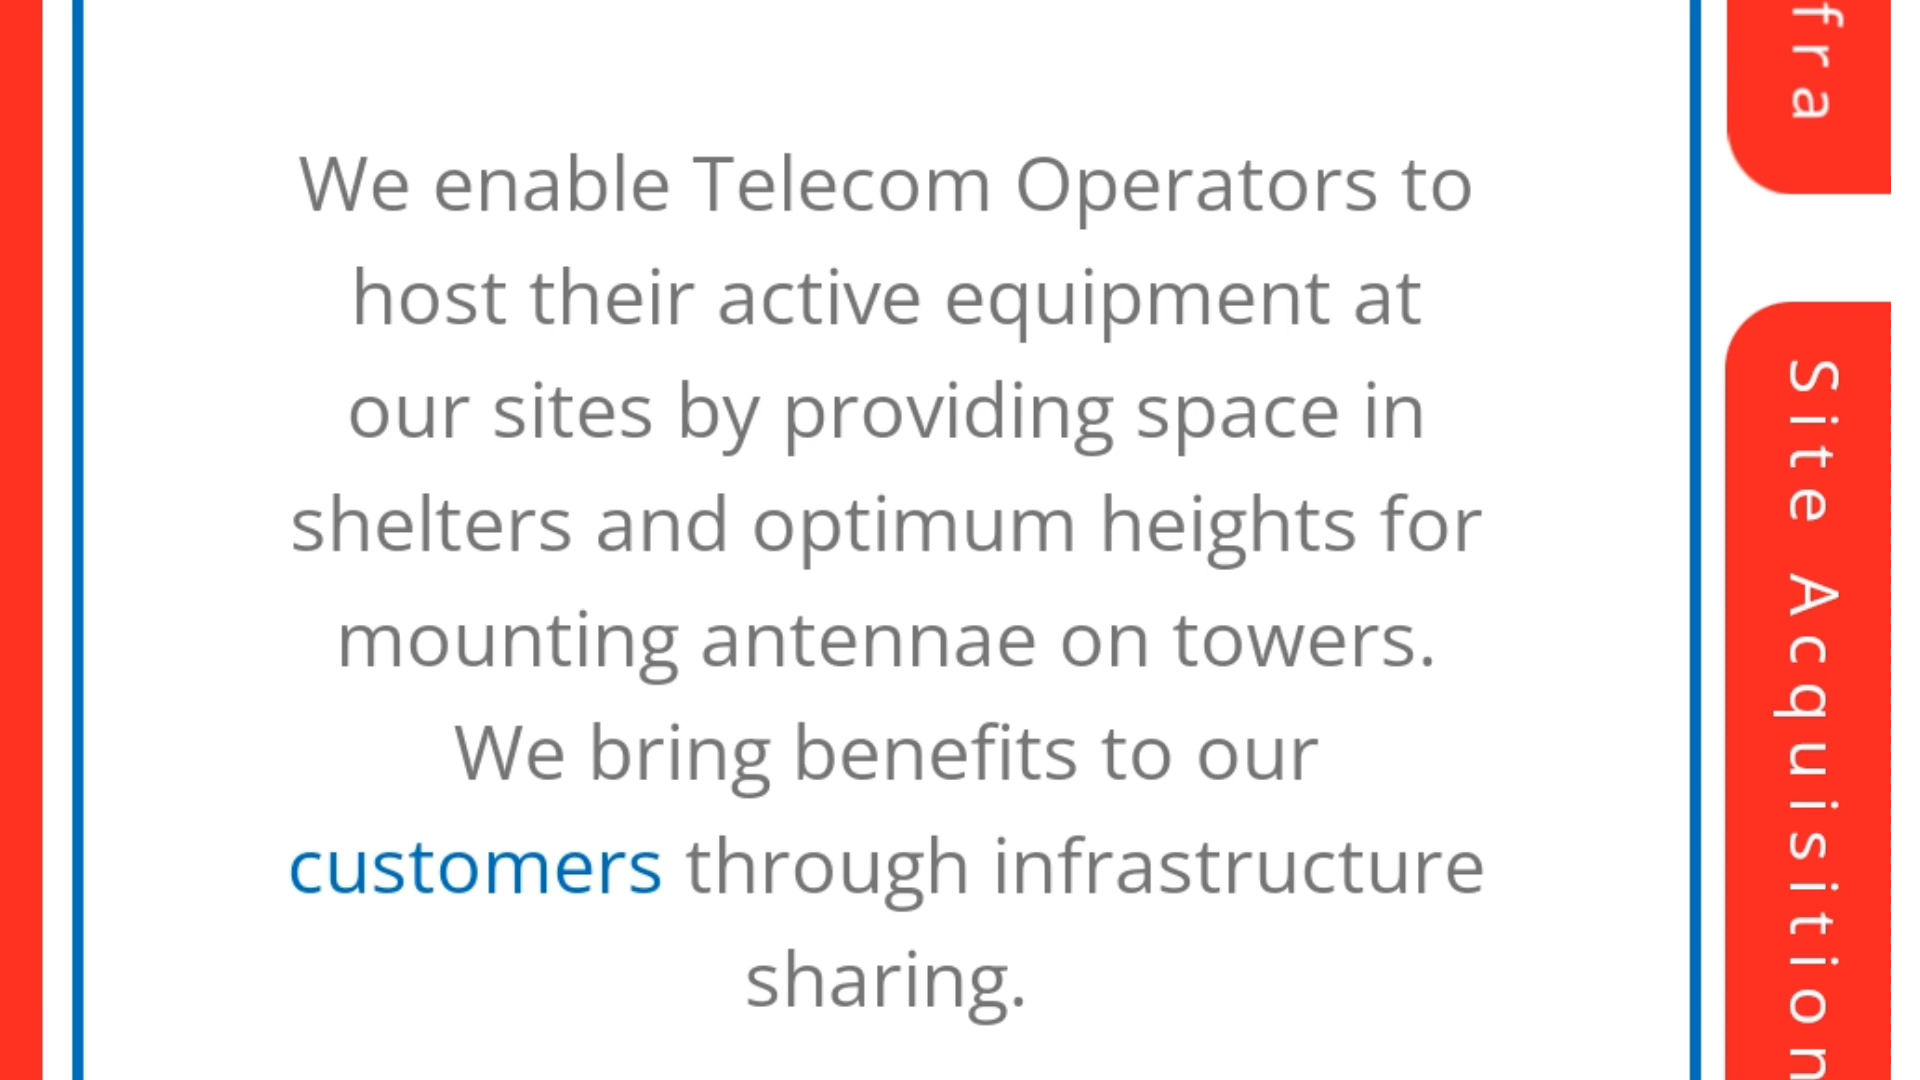 We enable Telecom Operators to
host their active equipment at
our sites by providing space in
shelters and optimum heights for
mounting antennae on towers.
We bring benefits to our
customers through infrastructure
sharing.
fra
Site Acquisition